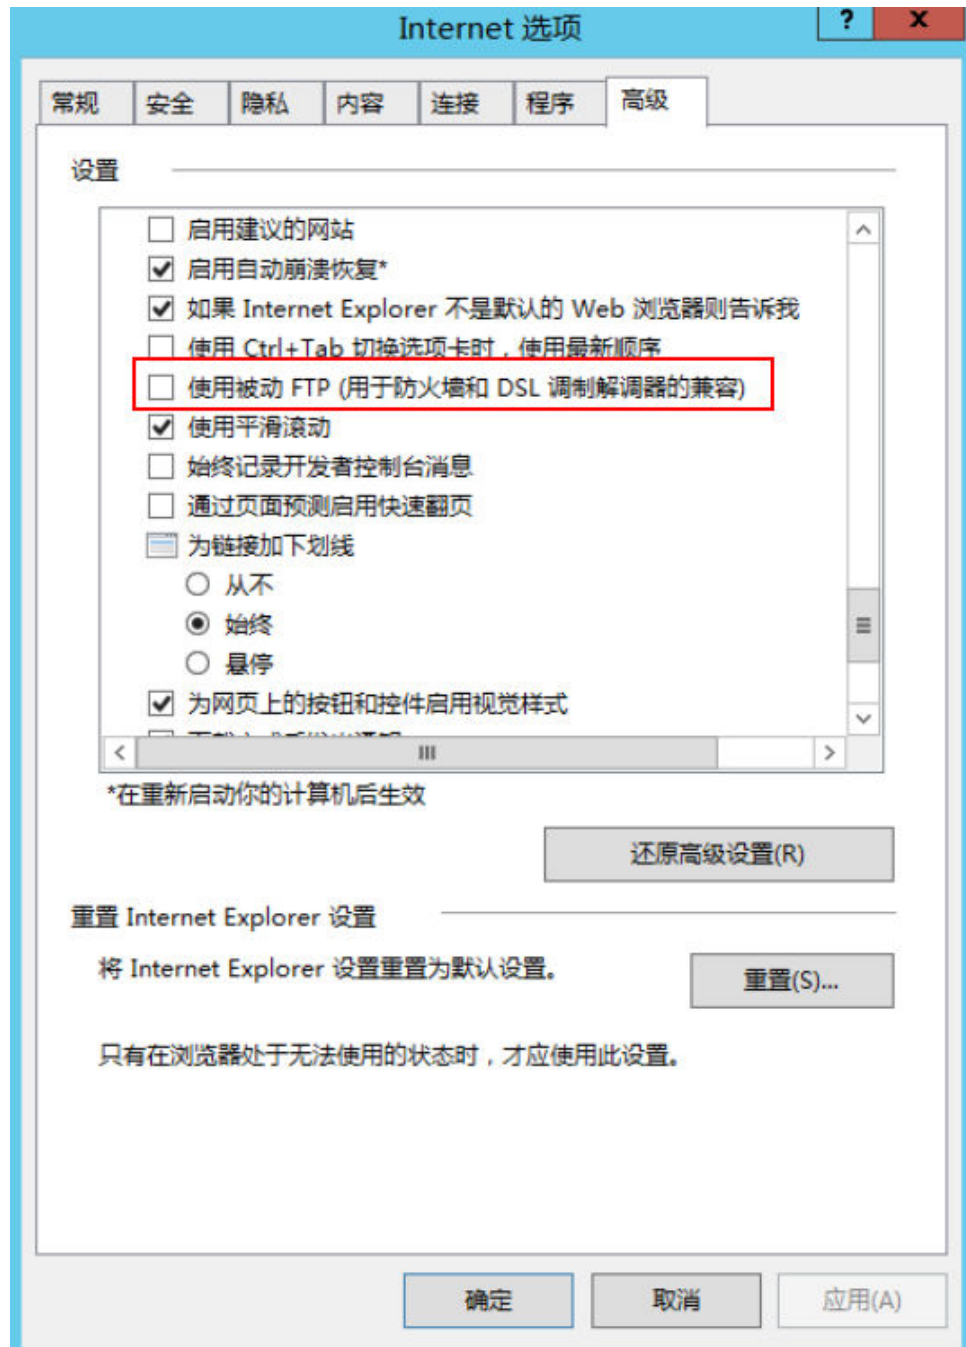 Internet 选项
?
x
常规
安全
隐私
内容
连接
程序
高级
设置
启用建议的网站
启用自动崩溃恢复*
如果 Internet Explorer 不是默认的 Web 浏览器则告诉我
使用 Ctrl+Tab 切换选项卡时，使用最新顺序
使用被动 FTP (用于防火墙和 DSL 调制解调器的兼容)
使用平滑滚动
始终记录开发者控制台消息
通过页面预测启用快速翻页
为链接加下划线
从不
始终
悬停
为网页上的按钮和控件启用视觉样式
*在重新启动你的计算机后生效
还原高级设置(R)
重置 Internet Explorer 设置
将 Internet Explorer 设置重置为默认设置。
重置(S)...
只有在浏览器处于无法使用的状态时，才应使用此设置。
确定
取消
应用(A)